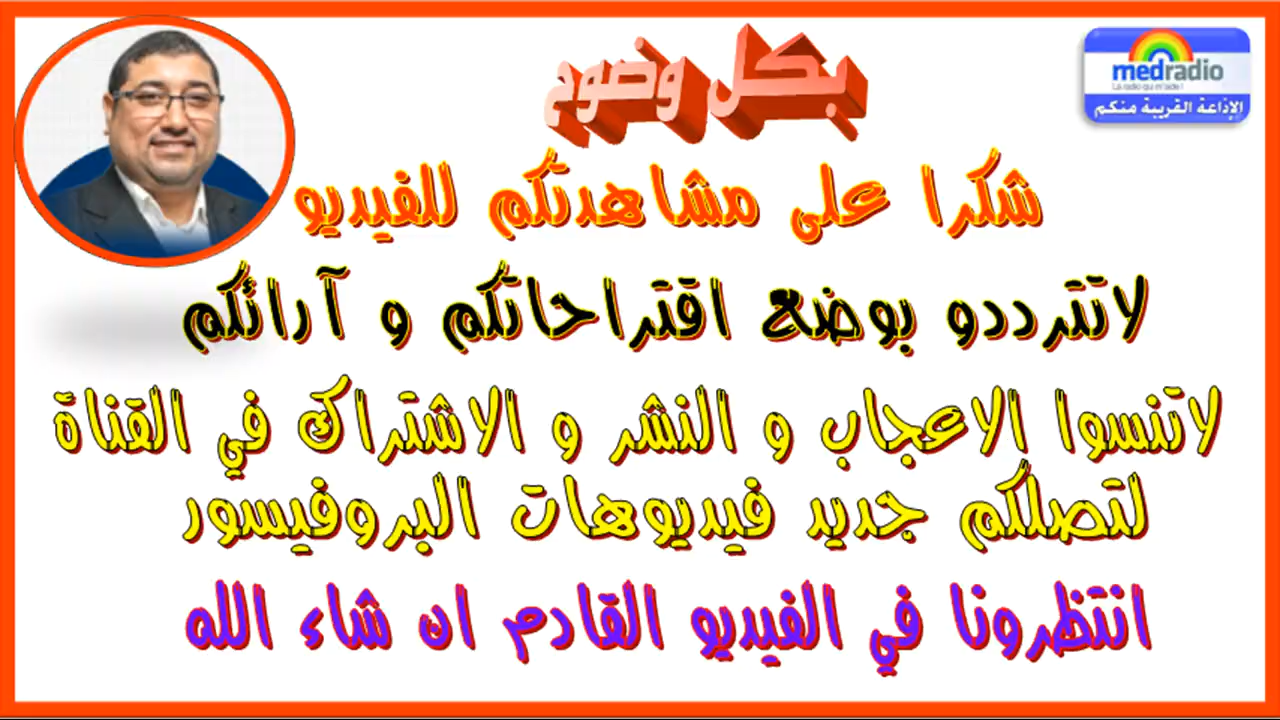 بكل وضوح
medradio
La radio qui m'aide !
الإذاعة القريبة منكم
شكرا على مشاهدتكم للفيديو
لاتترددو بوضع اقتراحاتكم و آرائكم
لاتنسوا الاعجاب و النشر و الاشتراك في القناة
لتصلكم جديد فيديوهات البروفيسور
انتظرونا في الفيديو القادم ان شاء الله